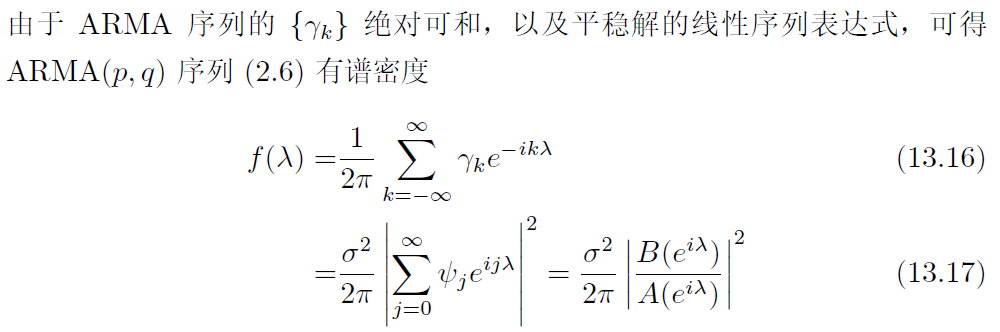 由于 ARMA 序列的 {γ_k} 绝对可和，以及平稳解的线性序列表达式，可得
ARMA(p, q) 序列 (2.6) 有谱密度
f(λ) = \frac{1}{2π} \sum_{k=-∞}^{∞} γ_k e^{-ikλ} (13.16)
= \frac{σ^2}{2π} \left| \sum_{j=0}^{∞} ψ_j e^{ijλ} \right|^2 = \frac{σ^2}{2π} \left| \frac{B(e^{iλ})}{A(e^{iλ})} \right|^2 (13.17)